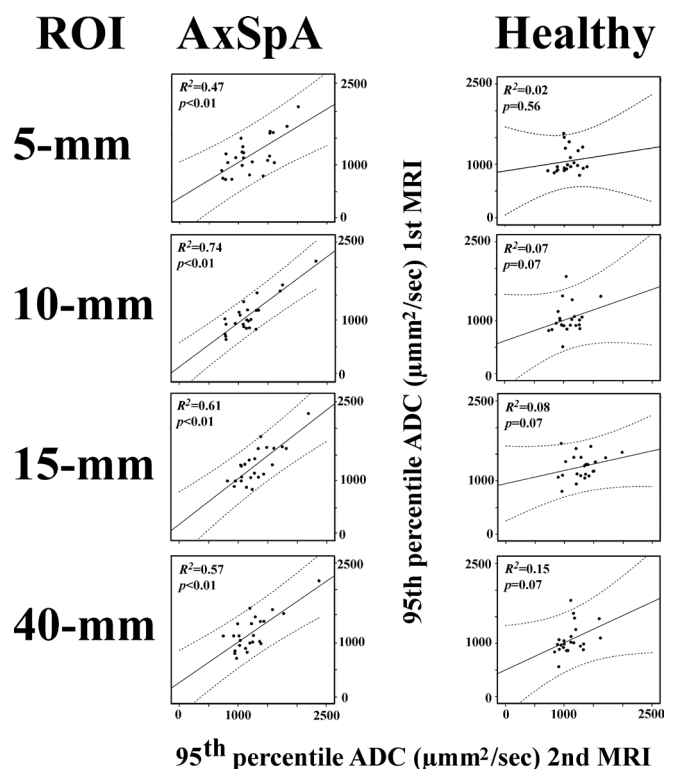 ROI AxSpA Healthy
5-mm
R²=0.47
p<0.01
2500
1000
0
R²=0.02
p=0.56
2500
1000
0
10-mm
R²=0.74
p<0.01
2500
1000
0
R²=0.07
p=0.07
2500
1000
0
15-mm
R²=0.61
p<0.01
2500
1000
0
R²=0.08
p=0.07
2500
1000
0
40-mm
R²=0.57
p<0.01
2500
1000
0
R²=0.15
p=0.07
2500
1000
0
0 1000 2500
0 1000 2500
95th percentile ADC (μmm²/sec) 1st MRI
95th percentile ADC (μmm²/sec) 2nd MRI